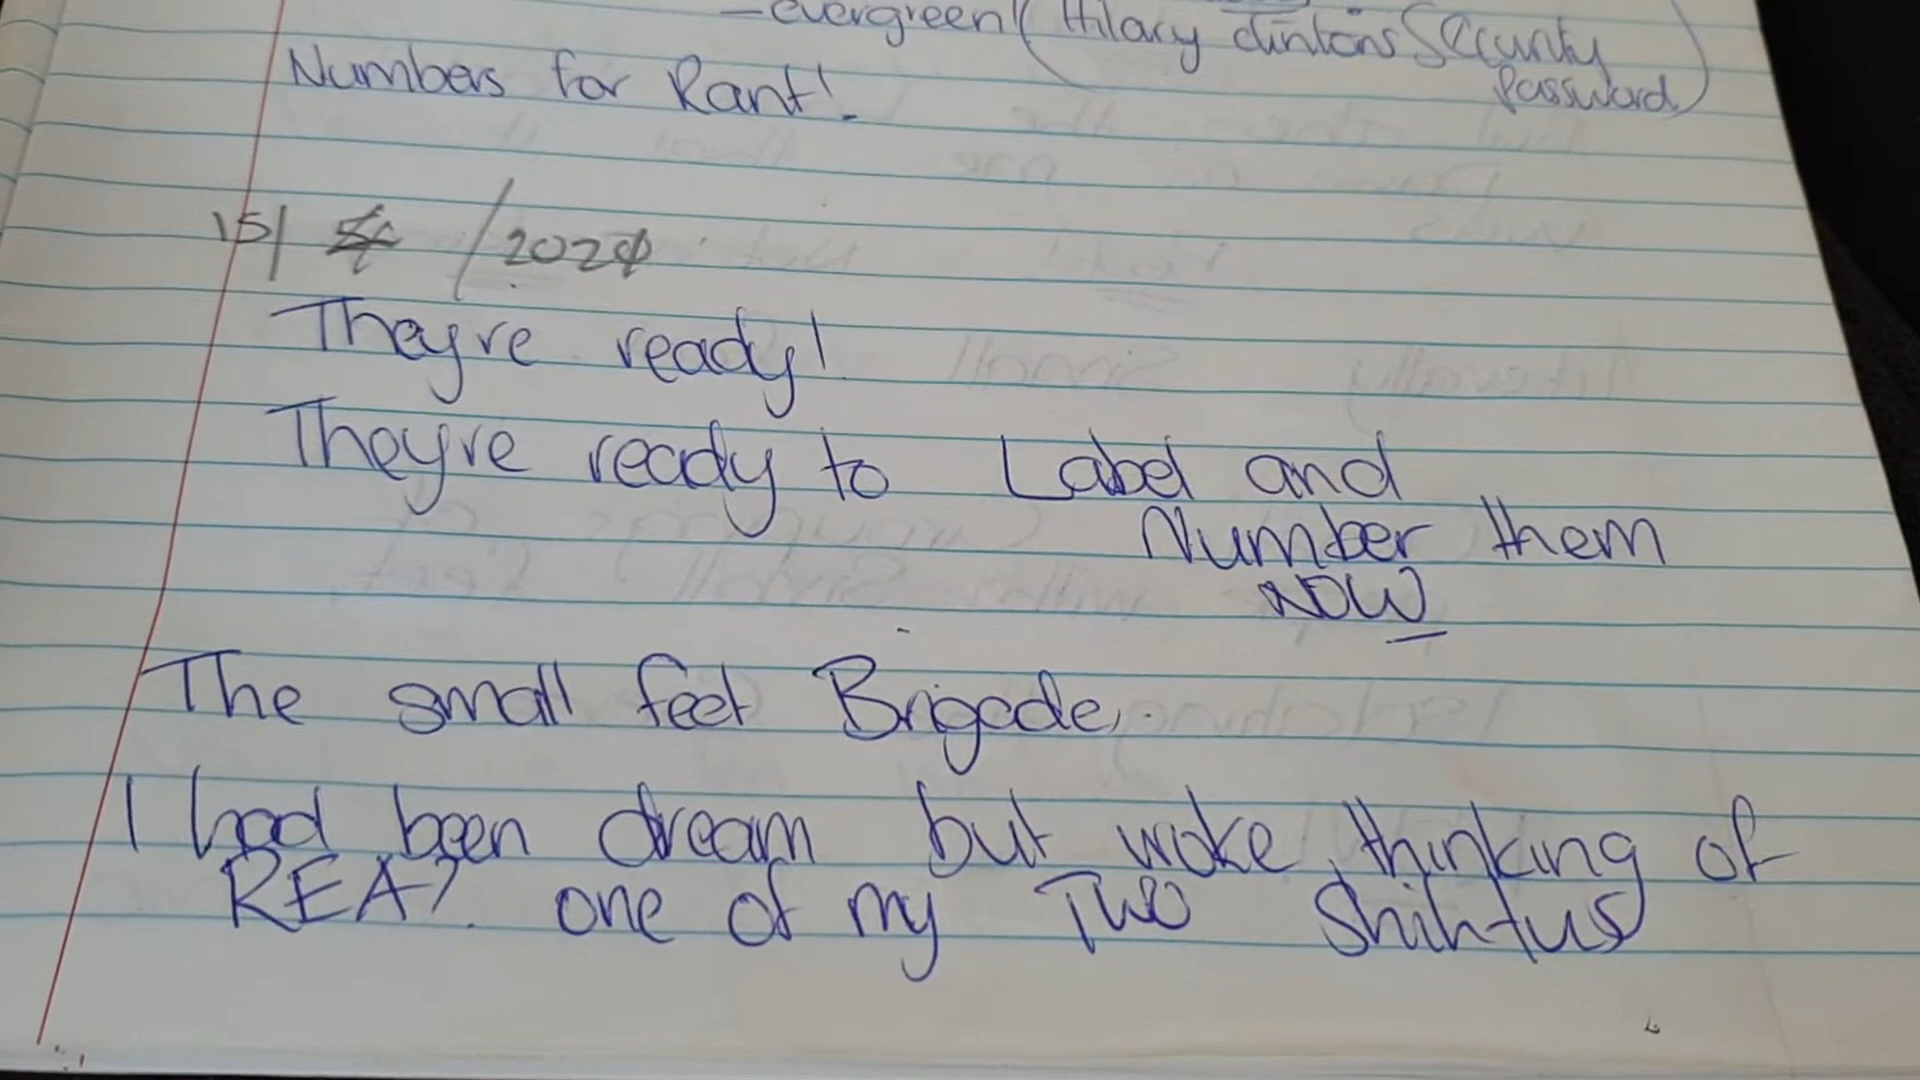 - evergreen (Hilary clintons Security
Password)
Numbers for Rant!
15/ /2021
Theyre ready!
Theyre ready to Label and
Number them
NOW
The small feet Brigade.
I had been dream but woke thinking of
REA? one of my Two Shihtus